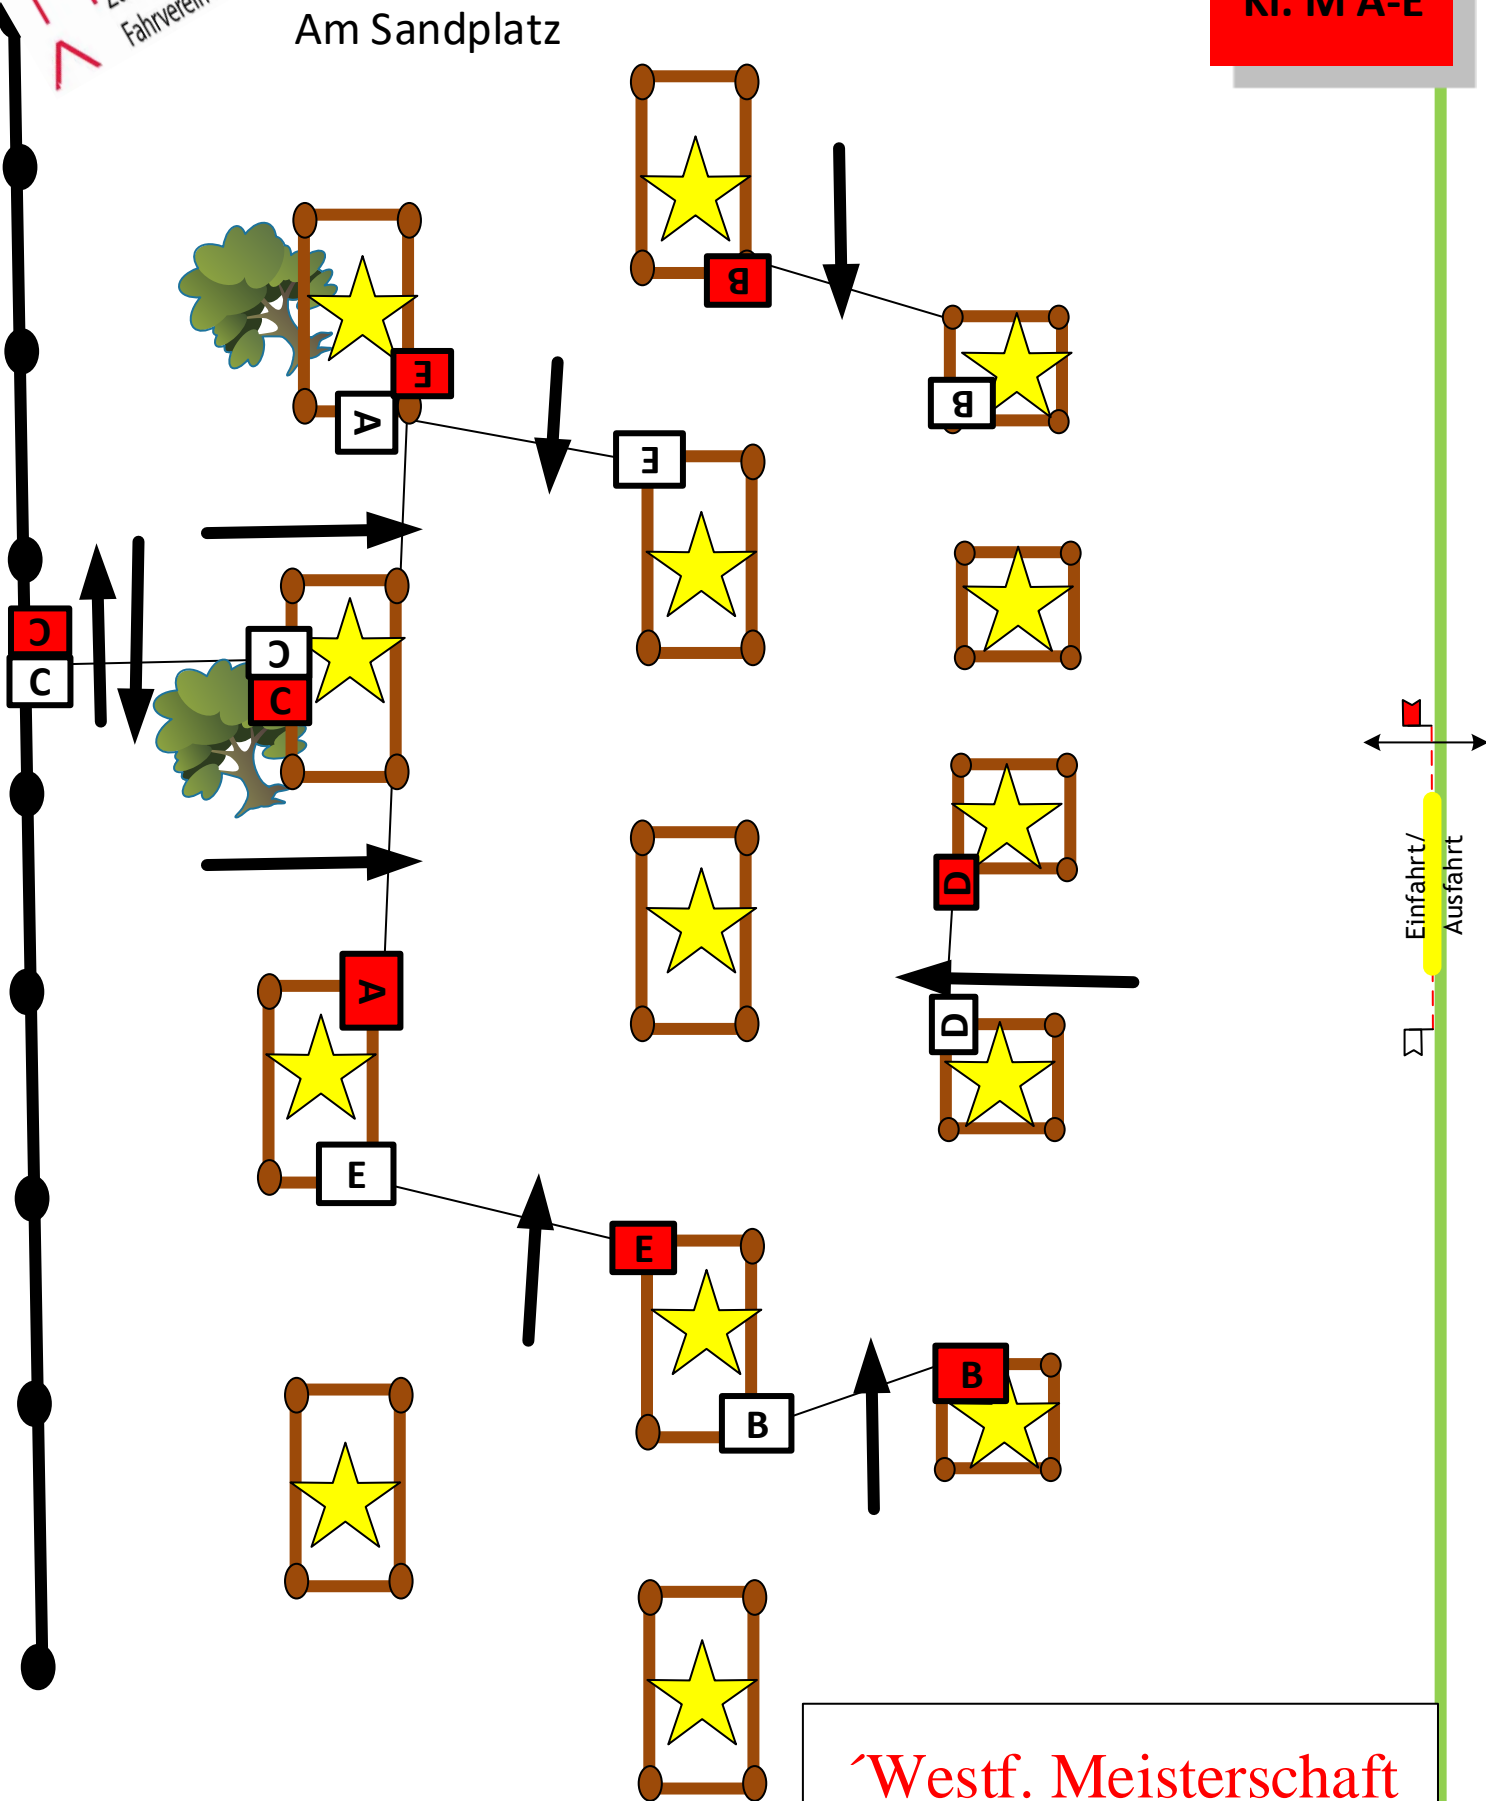 Fahrverein
Am Sandplatz
Kl. M A-E
B
E
A
B
E
C
C
C
C
D
A
D
E
E
B
B
Einfahrt/
Ausfahrt
´Westf. Meisterschaft